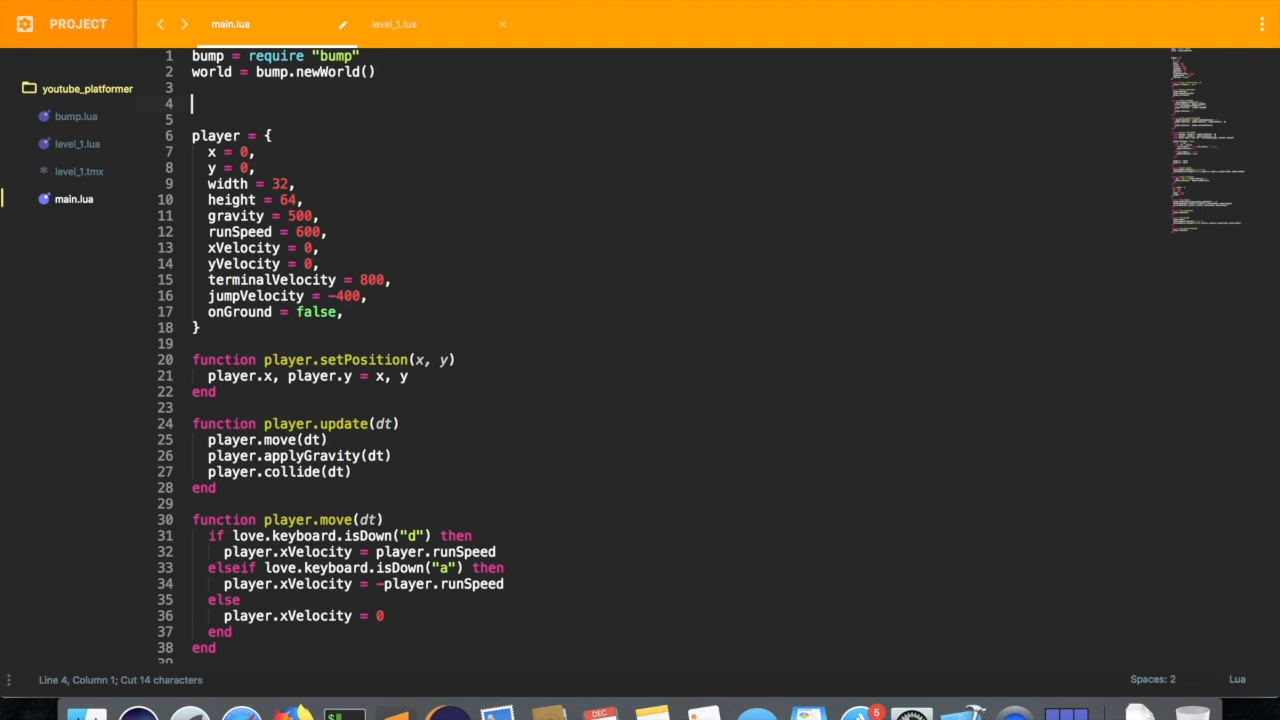 PROJECT
main.lua
level_1.lua
youtube_platformer
bump.lua
level_1.lua
level_1.tmx
main.lua
1 bump = require "bump"
2 world = bump.newWorld()
3
4
5
6 player = {
7 x = 0,
8 y = 0,
9 width = 32,
10 height = 64,
11 gravity = 500,
12 runSpeed = 600,
13 xVelocity = 0,
14 yVelocity = 0,
15 terminalVelocity = 800,
16 jumpVelocity = -400,
17 onGround = false,
18 }
19
20 function player.setPosition(x, y)
21 player.x, player.y = x, y
22 end
23
24 function player.update(dt)
25 player.move(dt)
26 player.applyGravity(dt)
27 player.collide(dt)
28 end
29
30 function player.move(dt)
31 if love.keyboard.isDown("d") then
32 player.xVelocity = player.runSpeed
33 elseif love.keyboard.isDown("a") then
34 player.xVelocity = -player.runSpeed
35 else
36 player.xVelocity = 0
37 end
38 end
39
Line 4, Column 1; Cut 14 characters
Spaces: 2
Lua
DEC
5